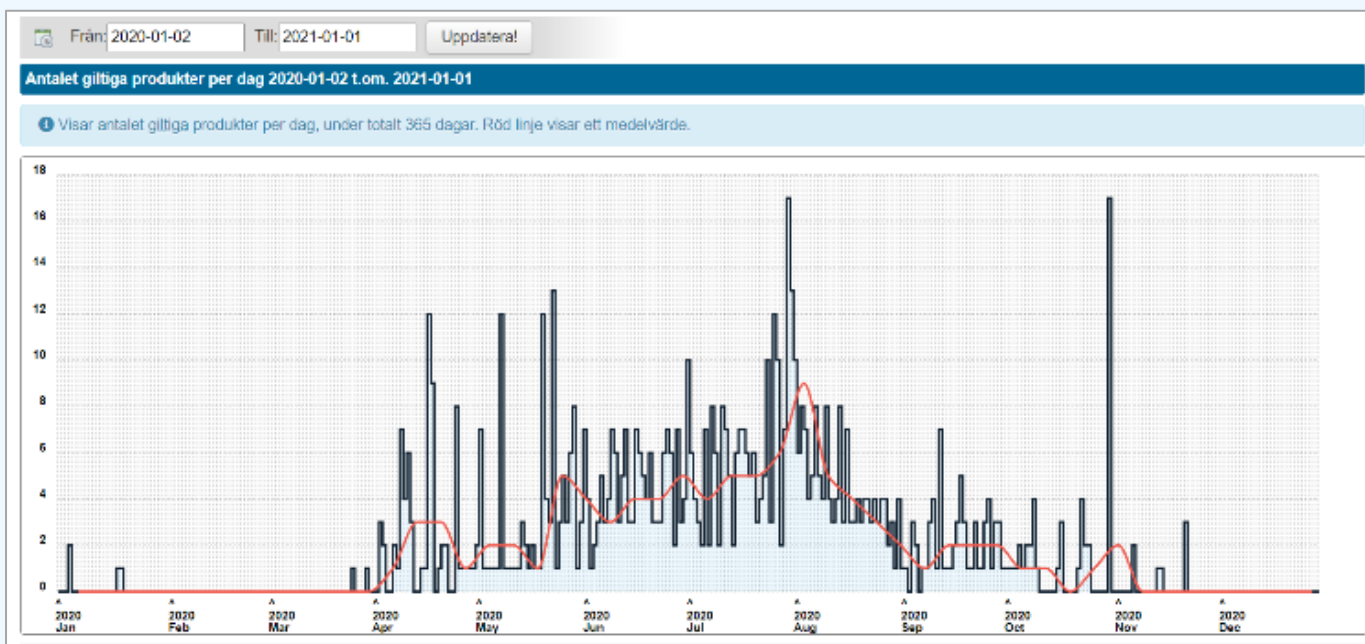 Från: 2020-01-02 Till: 2021-01-01 Uppdatera!
Antalet giltiga produkter per dag 2020-01-02 t.om. 2021-01-01
Visar antalet giltiga produkter per dag, under totalt 365 dagar. Röd linje visar ett medelvärde.
18
16
14
12
10
8
6
4
2
0
2020 2020 2020 2020 2020 2020 2020 2020 2020 2020 2020 2020
Jan Feb Mar Apr May Jun Jul Aug Sep Oct Nov Dec